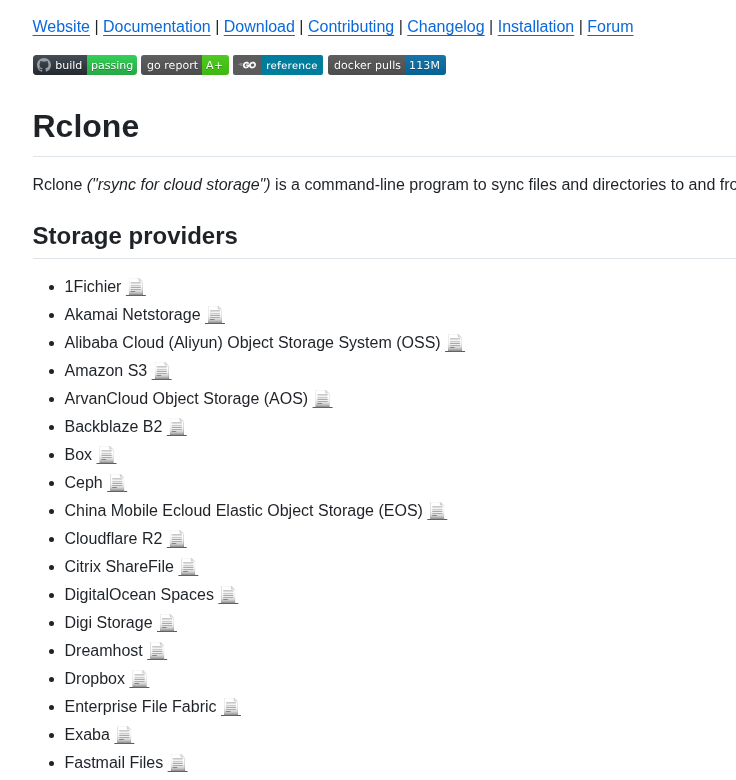 Website | Documentation | Download | Contributing | Changelog | Installation | Forum
build passing go report A+ GO reference docker pulls 113M
Rclone
Rclone ("rsync for cloud storage") is a command-line program to sync files and directories to and fro
Storage providers
1Fichier
Akamai Netstorage
Alibaba Cloud (Aliyun) Object Storage System (OSS)
Amazon S3
ArvanCloud Object Storage (AOS)
Backblaze B2
Box
Ceph
China Mobile Ecloud Elastic Object Storage (EOS)
Cloudflare R2
Citrix ShareFile
DigitalOcean Spaces
Digi Storage
Dreamhost
Dropbox
Enterprise File Fabric
Exaba
Fastmail Files